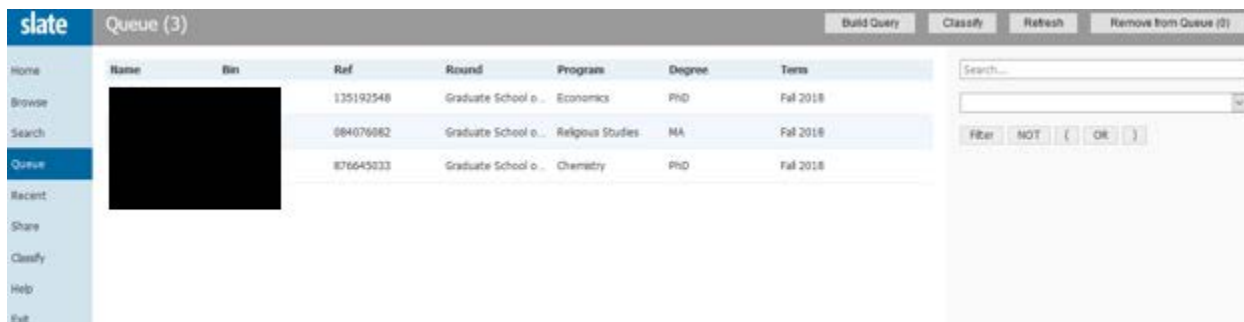 slate
Queue (3)
Build Query Classify Refresh Remove from Queue (0)
Home
Browse
Search
Queue
Recent
Share
Classify
Help
Exit
Name Bin Ref Round Program Degree Term
135192548 Graduate School o... Economics PhD Fall 2018
084076082 Graduate School o... Religious Studies MA Fall 2018
876645033 Graduate School o... Chemistry PhD Fall 2018
Search...
Filter NOT ( OR )